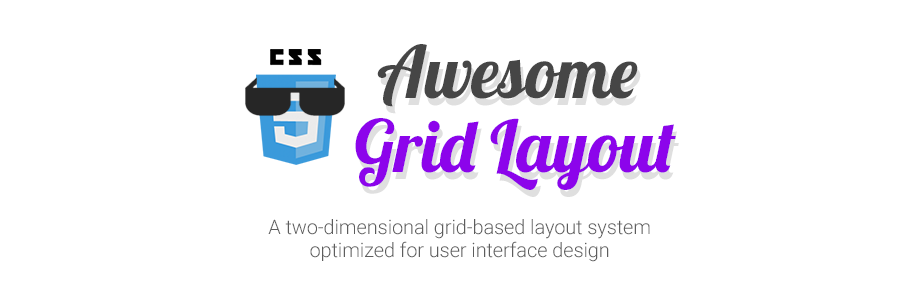 CSS
Awesome
Grid Layout
A two-dimensional grid-based layout system
optimized for user interface design